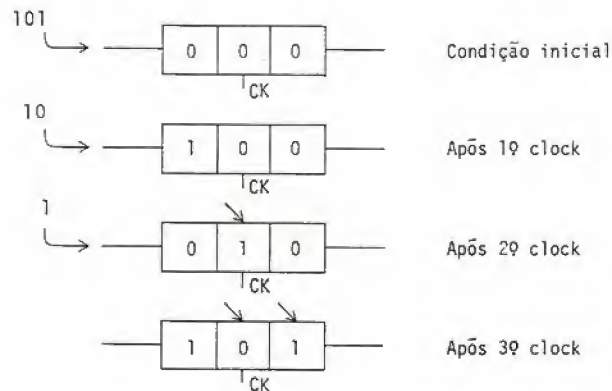 101
0 0 0
Condição inicial
CK
10
1 0 0
Após 1º clock
CK
1
0 1 0
Após 2º clock
CK
1 0 1
Após 3º clock
CK